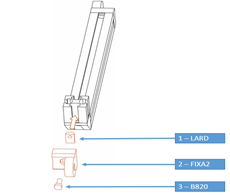 1 – LARD
2 – FIXA2
3 – B820